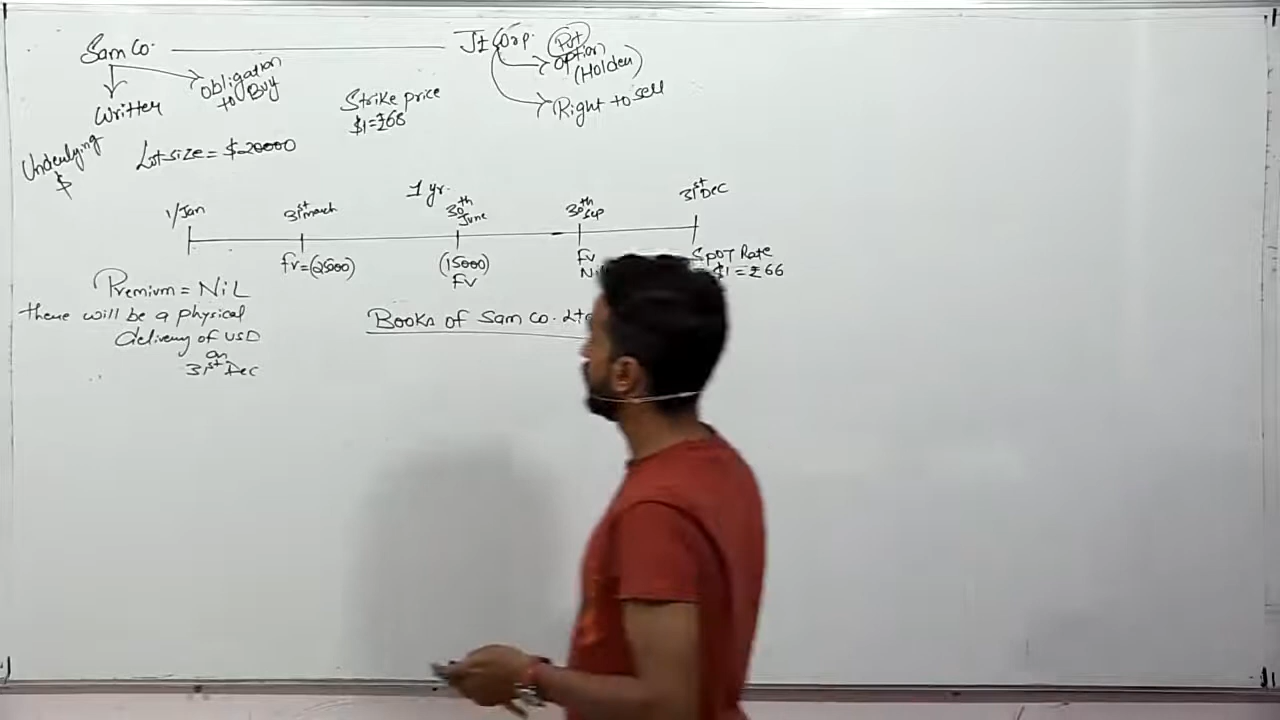 Sam Co.
JI Corp.
Put
option
(Holder)
Right to sell
Writter
obligation
to Buy
Strike price
$1=₹68
Underlying
$
Lot size = $20000
1 yr.
1/Jan
31st march
30th
June
30th
Sep
31st Dec
fv=(25000)
(15000)
FV
FV
Nil
Spot Rate
$1=₹66
Premium = NiL
there will be a physical
delivery of USD
on
31st Dec
Books of Sam Co. Ltd